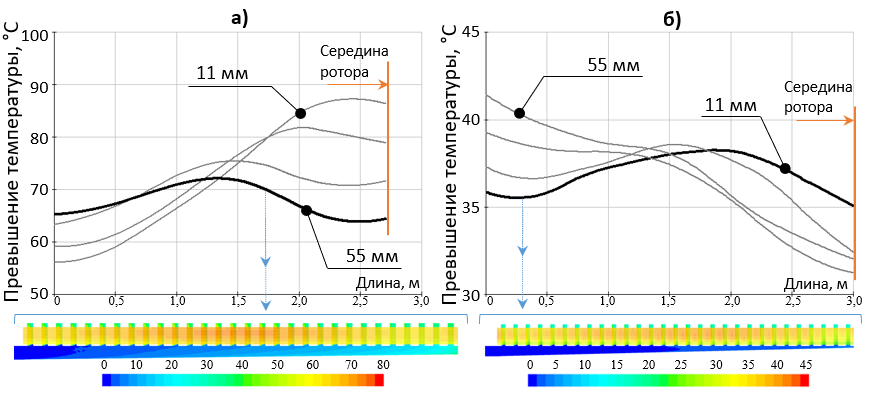 а)
Превышение температуры, °C
100
90
80
70
60
50
11 мм
Середина
ротора
55 мм
Длина, м
0
0,5
1,0
1,5
2,0
2,5
3,0
0 10 20 30 40 50 60 70 80
б)
Превышение температуры, °C
45
40
35
30
55 мм
11 мм
Середина
ротора
Длина, м
0
0,5
1,0
1,5
2,0
2,5
3,0
0 5 10 15 20 25 30 35 40 45